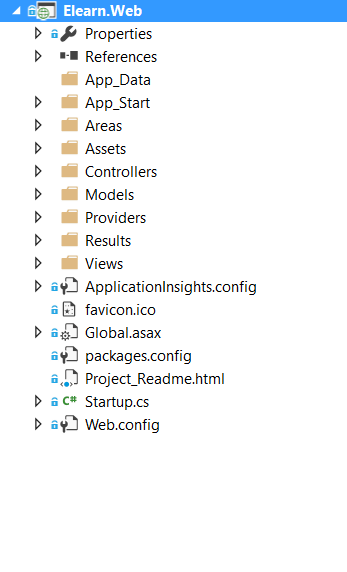 Elearn.Web
Properties
References
App_Data
App_Start
Areas
Assets
Controllers
Models
Providers
Results
Views
ApplicationInsights.config
favicon.ico
Global.asax
packages.config
Project_Readme.html
C# Startup.cs
Web.config